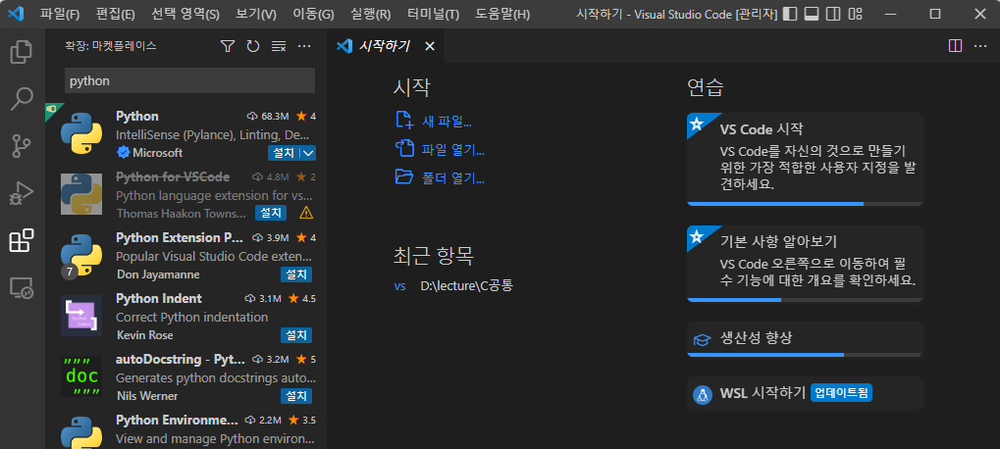 파일(F) 편집(E) 선택 영역(S) 보기(V) 이동(G) 실행(R) 터미널(T) 도움말(H) 시작하기 - Visual Studio Code [관리자]
확장: 마켓플레이스
python
Python 68.3M 4
IntelliSense (Pylance), Linting, De...
Microsoft 설치
Python for VSCode 4.8M 2
Python language extension for vs...
Thomas Haakon Towns... 설치
Python Extension P... 3.9M 4
Popular Visual Studio Code exten...
7 Don Jayamanne 설치
Python Indent 3.1M 4.5
Correct Python indentation
Kevin Rose 설치
autoDocstring - Pyt... 3.2M 5
Generates python docstrings auto...
""" doc """
Nils Werner 설치
Python Environme... 2.2M 3.5
View and manage Python environ...
시작하기
시작
새 파일...
파일 열기...
폴더 열기...
최근 항목
vs D:\lecture\C공통
연습
VS Code 시작
VS Code를 자신의 것으로 만들기
위한 가장 적합한 사용자 지정을 발
견하세요.
기본 사항 알아보기
VS Code 오른쪽으로 이동하여 필
수 기능에 대한 개요를 확인하세요.
생산성 향상
WSL 시작하기 업데이트됨